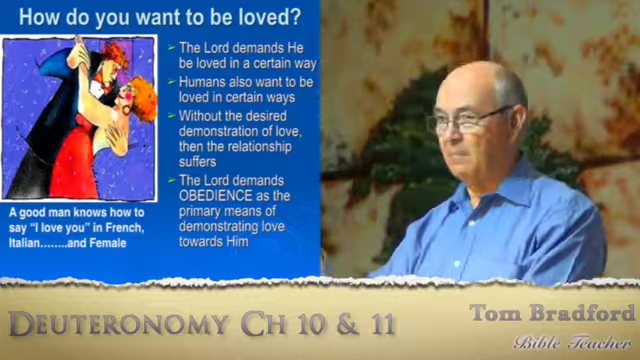 How do you want to be loved?
➢ The Lord demands He
be loved in a certain way
➢ Humans also want to be
loved in certain ways
➢ Without the desired
demonstration of love,
then the relationship
suffers
➢ The Lord demands
OBEDIENCE as the
primary means of
demonstrating love
towards Him
A good man knows how to
say “I love you” in French,
Italian........and Female
DEUTERONOMY CH 10 & 11
Tom Bradford
Bible Teacher